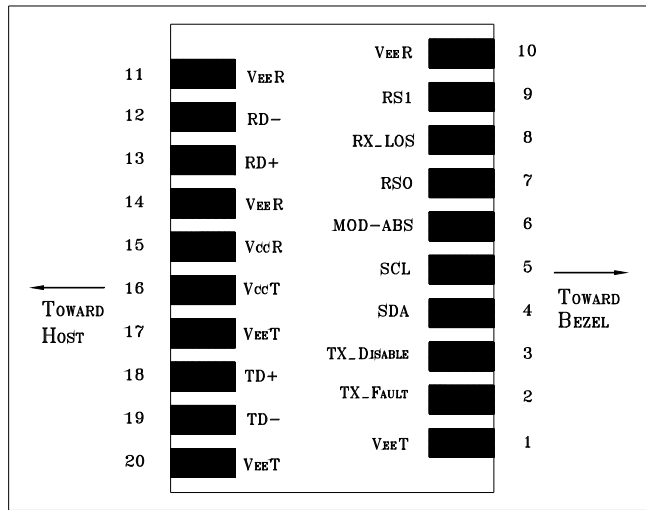 VeeR 10
11 VeeR
RS1 9
12 RD-
RX_LOS 8
13 RD+
RS0 7
14 VeeR
MOD-ABS 6
15 VccR
SCL 5
16 VccT
Toward Host
Toward Bezel
SDA 4
17 VeeT
TX_Disable 3
18 TD+
TX_Fault 2
19 TD-
VeeT 1
20 VeeT